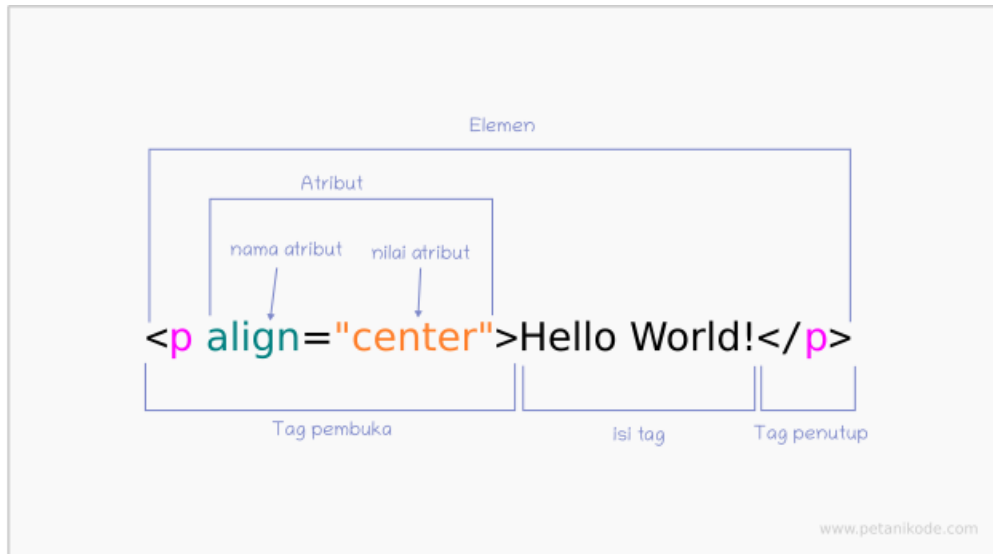 Elemen
Atribut
nama atribut nilai atribut
<p align="center">Hello World!</p>
Tag pembuka isi tag Tag penutup
www.petanikode.com